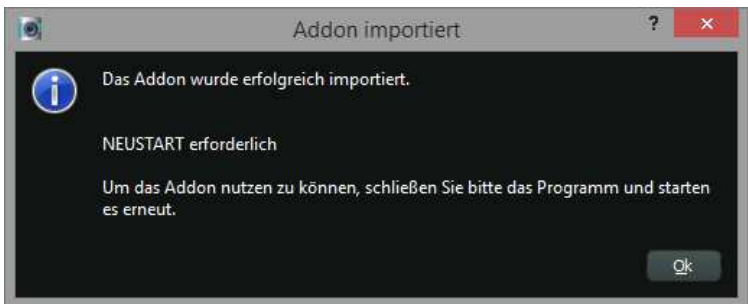 Addon importiert
?
Das Addon wurde erfolgreich importiert.
NEUSTART erforderlich
Um das Addon nutzen zu können, schließen Sie bitte das Programm und starten
es erneut.
Ok